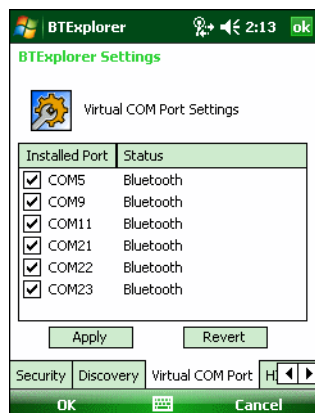 BTExplorer 2:13 ok
BTExplorer Settings
Virtual COM Port Settings
Installed Port Status
COM5 Bluetooth
COM9 Bluetooth
COM11 Bluetooth
COM21 Bluetooth
COM22 Bluetooth
COM23 Bluetooth
Apply Revert
Security Discovery Virtual COM Port
OK Cancel